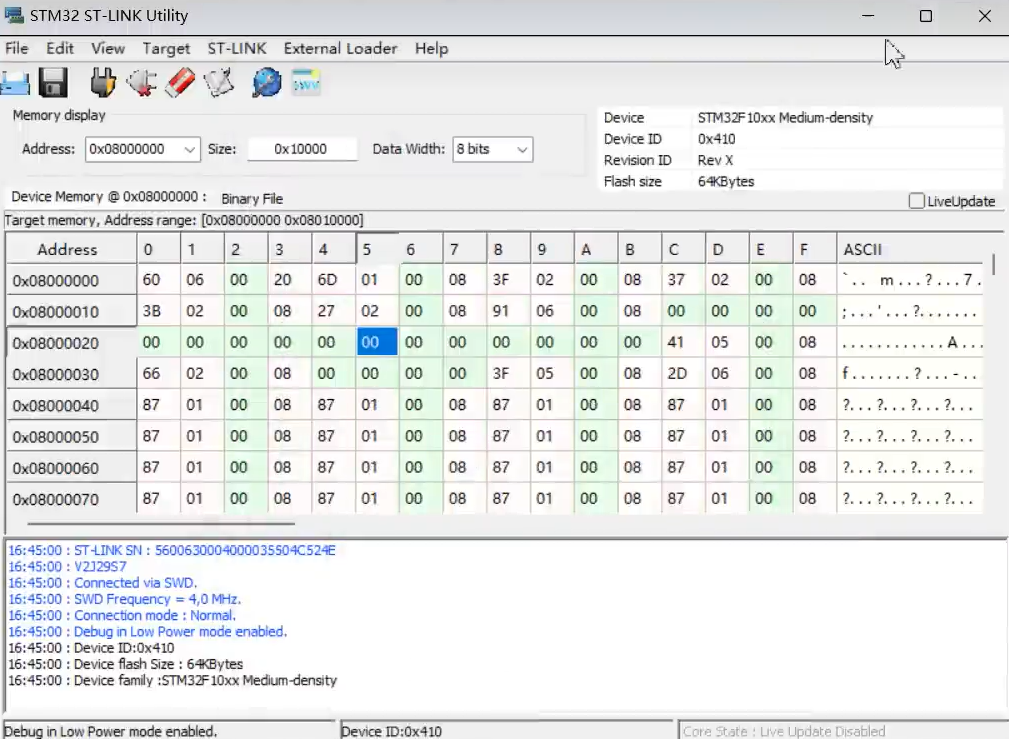 STM32 ST-LINK Utility
File Edit View Target ST-LINK External Loader Help
Memory display
Address: 0x08000000 Size: 0x10000 Data Width: 8 bits
Device STM32F10xx Medium-density
Device ID 0x410
Revision ID Rev X
Flash size 64KBytes
Device Memory @ 0x08000000 : Binary File
LiveUpdate
Target memory, Address range: [0x08000000 0x08010000]
Address 0 1 2 3 4 5 6 7 8 9 A B C D E F ASCII
0x08000000 60 06 00 20 6D 01 00 08 3F 02 00 08 37 02 00 08 `.. m...?...7.
0x08000010 3B 02 00 08 27 02 00 08 91 06 00 08 00 00 00 00 ;...'...?.......
0x08000020 00 00 00 00 00 00 00 00 00 00 00 00 41 05 00 08 ............A...
0x08000030 66 02 00 08 00 00 00 00 3F 05 00 08 2D 06 00 08 f.......?...-..
0x08000040 87 01 00 08 87 01 00 08 87 01 00 08 87 01 00 08 ?...?...?...?...
0x08000050 87 01 00 08 87 01 00 08 87 01 00 08 87 01 00 08 ?...?...?...?...
0x08000060 87 01 00 08 87 01 00 08 87 01 00 08 87 01 00 08 ?...?...?...?...
0x08000070 87 01 00 08 87 01 00 08 87 01 00 08 87 01 00 08 ?...?...?...?...
16:45:00 : ST-LINK SN : 5600630004000035504C524E
16:45:00 : V2J29S7
16:45:00 : Connected via SWD.
16:45:00 : SWD Frequency = 4,0 MHz.
16:45:00 : Connection mode : Normal.
16:45:00 : Debug in Low Power mode enabled.
16:45:00 : Device ID:0x410
16:45:00 : Device flash Size : 64KBytes
16:45:00 : Device family :STM32F10xx Medium-density
Debug in Low Power mode enabled. Device ID:0x410 Core State : Live Update Disabled